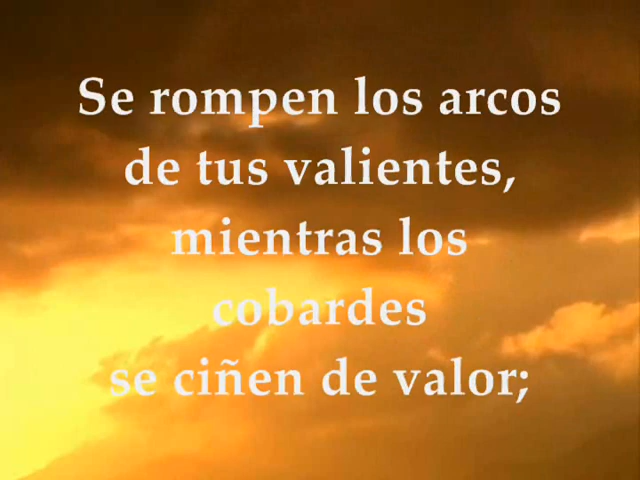 Se rompen los arcos
de tus valientes,
mientras los
cobardes
se ciñen de valor;